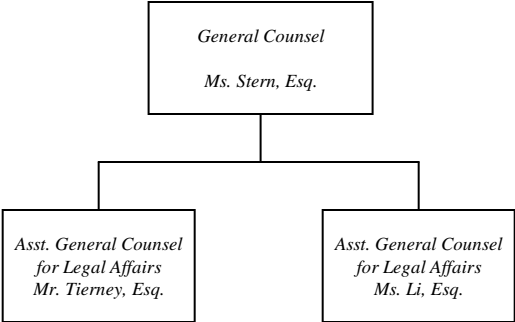 General Counsel
Ms. Stern, Esq.
Asst. General Counsel
for Legal Affairs
Mr. Tierney, Esq.
Asst. General Counsel
for Legal Affairs
Ms. Li, Esq.